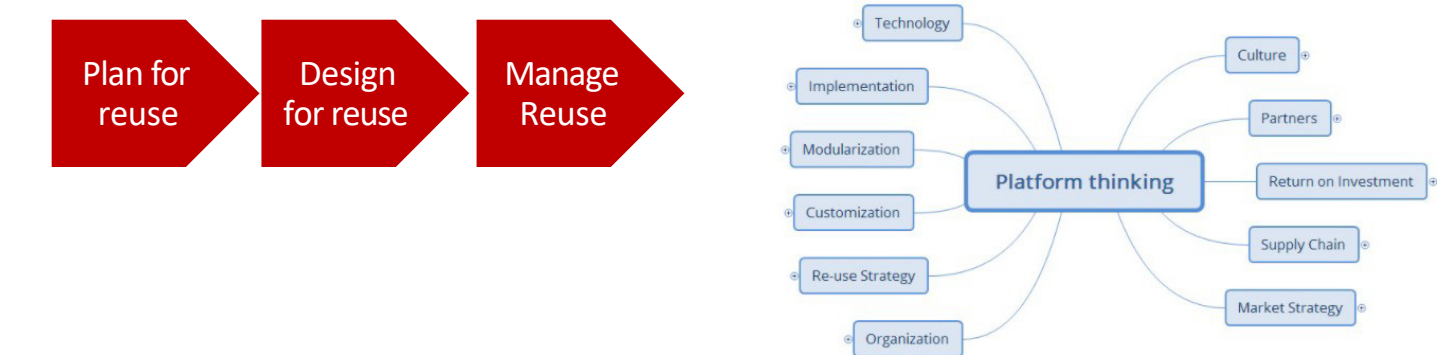 Plan for
reuse
Design
for reuse
Manage
Reuse
Technology
Implementation
Modularization
Customization
Re-use Strategy
Organization
Platform thinking
Culture
Partners
Return on Investment
Supply Chain
Market Strategy